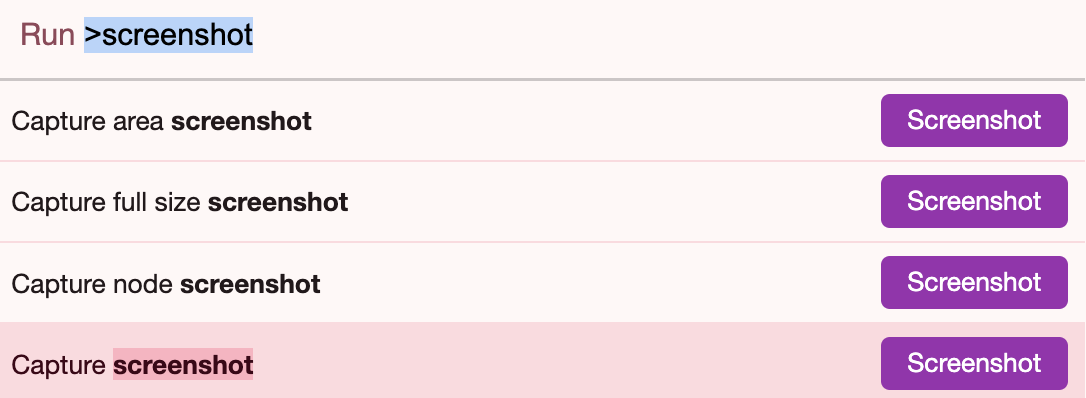 Run >screenshot
Capture area screenshot Screenshot
Capture full size screenshot Screenshot
Capture node screenshot Screenshot
Capture screenshot Screenshot